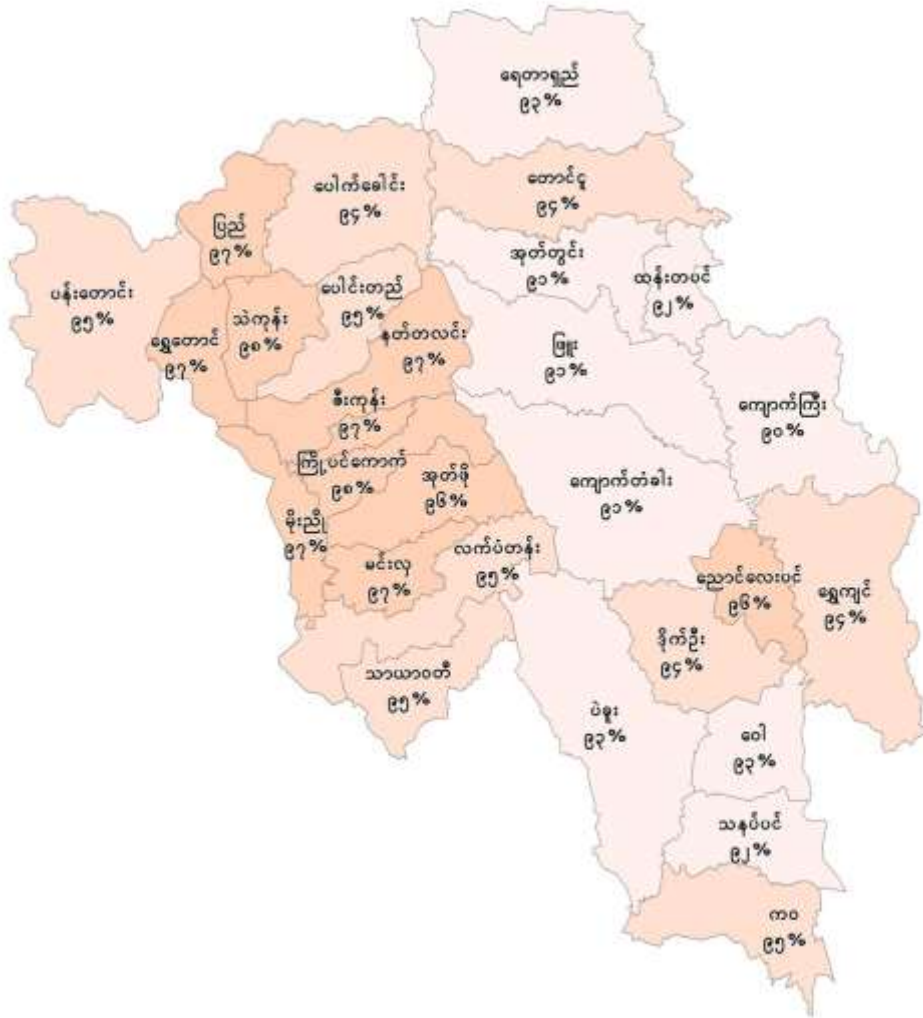 ရေတာရှည်
၉၃%
တောင်ငူ
၉၄%
ပေါက်ခေါင်း
၉၄%
ပြည်
၉၇%
အုတ်တွင်း
၉၁%
ထန်းတပင်
၉၂%
ပန်းတောင်း
၉၅%
ပေါင်းတည်
၉၅%
သဲကုန်း
၉၈%
ရွှေတောင်
၉၇%
နတ်တလင်း
၉၇%
ဖြူး
၉၁%
ဇီးကုန်း
၉၇%
ကျောက်ကြီး
၉၀%
ကြို့ပင်ကောက်
၉၈%
အုတ်ဖို
၉၆%
ကျောက်တံခါး
၉၁%
မိုးညို
၉၇%
မင်းလှ
၉၇%
လက်ပံတန်း
၉၅%
ညောင်လေးပင်
၉၆%
ရွှေကျင်
၉၄%
ဒိုက်ဦး
၉၄%
သာယာဝတီ
၉၅%
ပဲခူး
၉၃%
ဝေါ
၉၃%
သနပ်ပင်
၉၂%
ကဝ
၉၅%